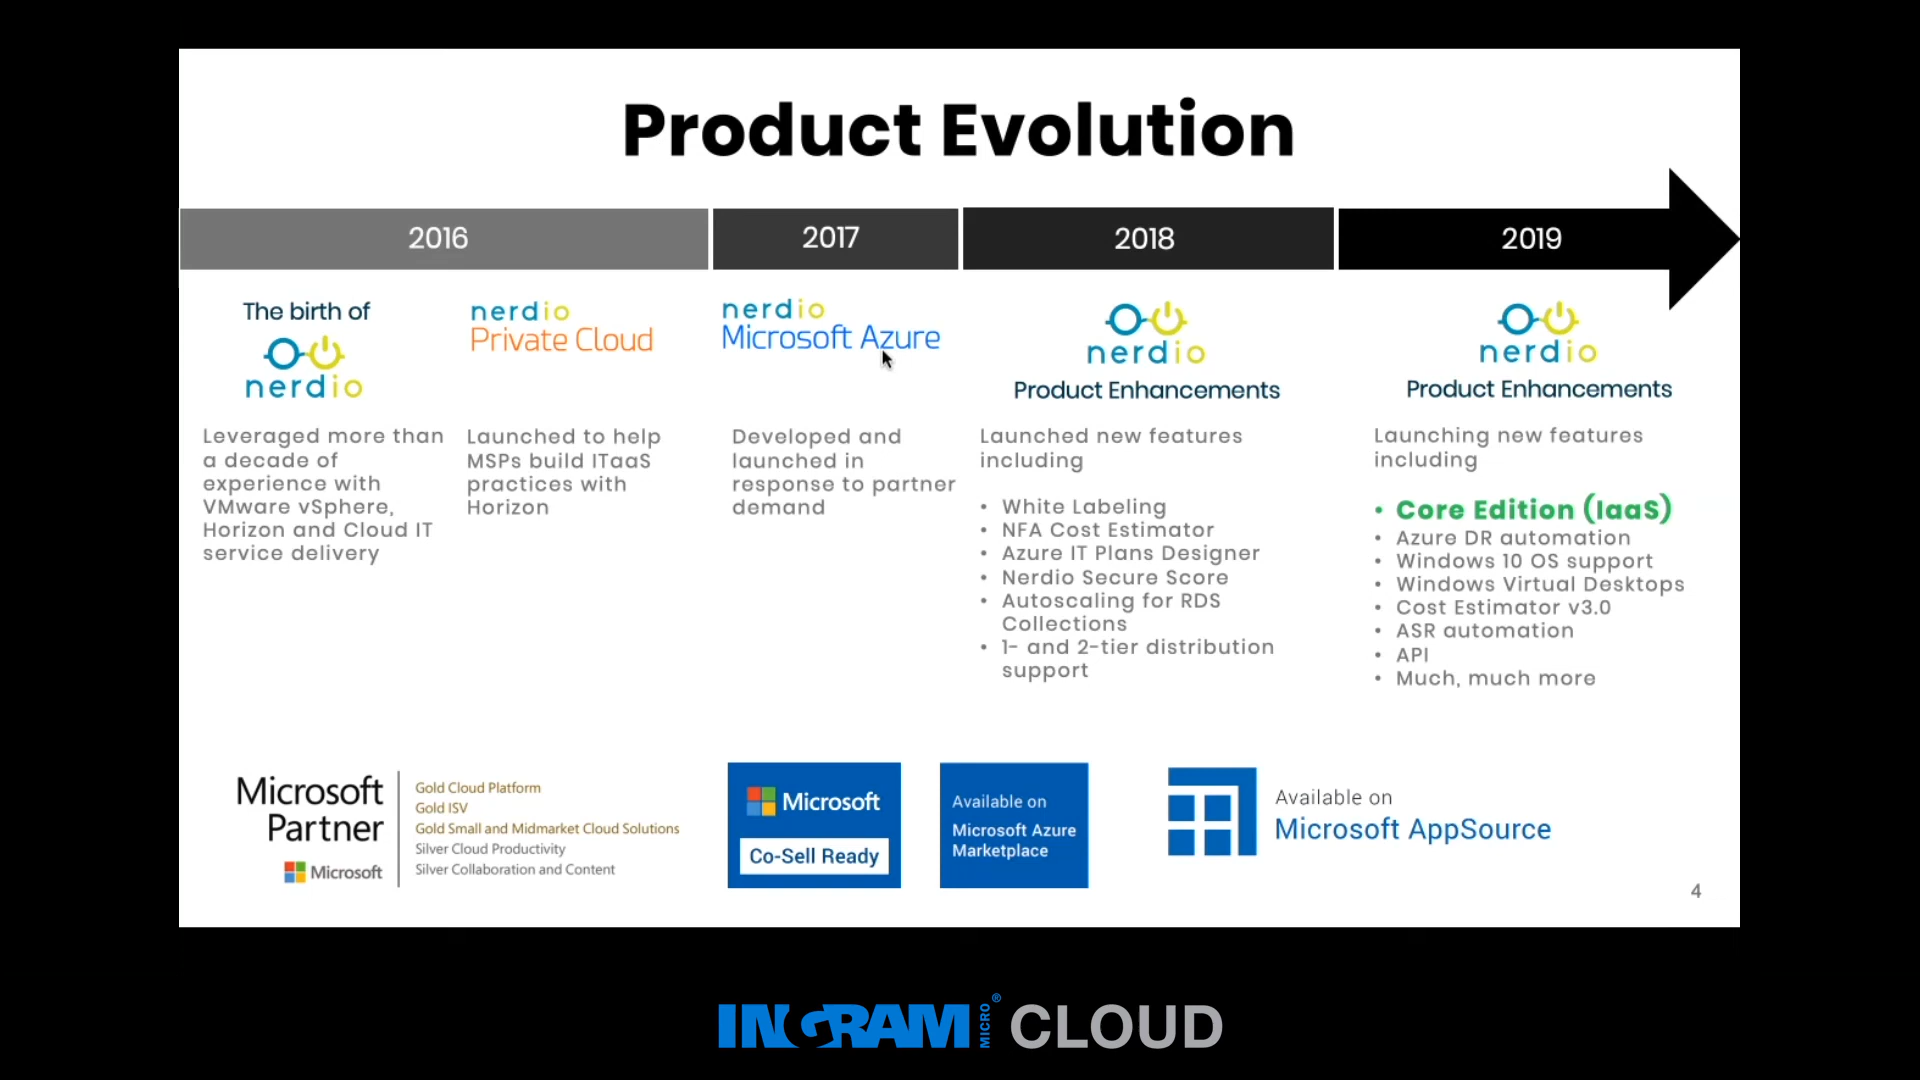 Product Evolution
2016
2017
2018
2019
The birth of
nerdio
Leveraged more than
a decade of
experience with
VMware vSphere,
Horizon and Cloud IT
service delivery
nerdio
Private Cloud
Launched to help
MSPs build ITaaS
practices with
Horizon
nerdio
Microsoft Azure
Developed and
launched in
response to partner
demand
nerdio
Product Enhancements
Launched new features
including
• White Labeling
• NFA Cost Estimator
• Azure IT Plans Designer
• Nerdio Secure Score
• Autoscaling for RDS
Collections
• 1- and 2-tier distribution
support
nerdio
Product Enhancements
Launching new features
including
• Core Edition (IaaS)
• Azure DR automation
• Windows 10 OS support
• Windows Virtual Desktops
• Cost Estimator v3.0
• ASR automation
• API
• Much, much more
Microsoft
Partner
Microsoft
Gold Cloud Platform
Gold ISV
Gold Small and Midmarket Cloud Solutions
Silver Cloud Productivity
Silver Collaboration and Content
Microsoft
Co-Sell Ready
Available on
Microsoft Azure
Marketplace
Available on
Microsoft AppSource
4
INGRAM MICRO® CLOUD